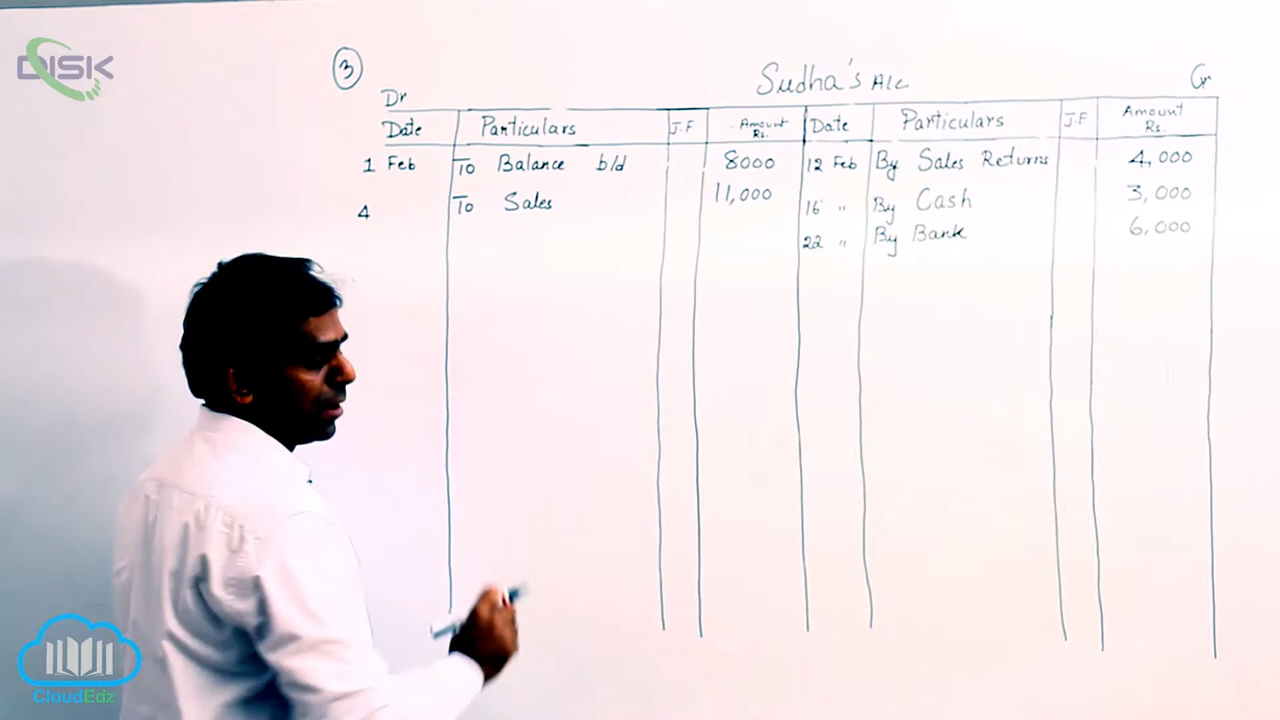 DISK
3
Sudha's A/c
Dr
Cr
Date Particulars J.F Amount Rs. Date Particulars J.F Amount Rs.
1 Feb To Balance b/d 8000 12 Feb By Sales Returns 4,000
4 To Sales 11,000 16 " By Cash 3,000
22 " By Bank 6,000
CloudEdz